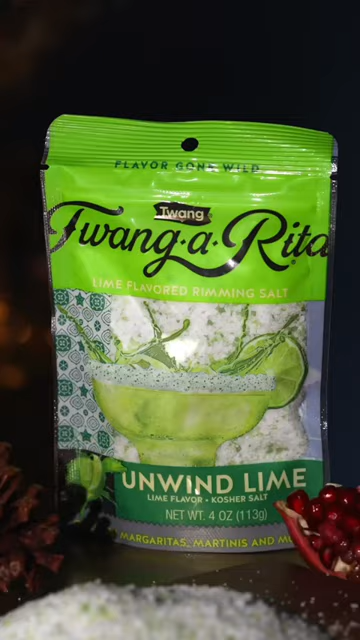 FLAVOR GONE WILD
Twang
Twang·a·Rita
LIME FLAVORED RIMMING SALT
UNWIND LIME
LIME FLAVOR • KOSHER SALT
NET WT. 4 OZ (113g)
MARGARITAS, MARTINIS AND